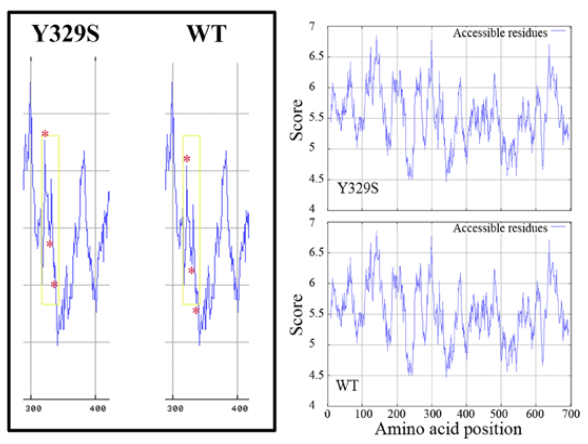 Y329S WT
*
*
*
*
*
*
300 400
300 400
7
Accessible residues
6.5
6
5.5
5
4.5
4
Score
Y329S
7
Accessible residues
6.5
6
5.5
5
4.5
4
Score
WT
0 100 200 300 400 500 600 700
Amino acid position